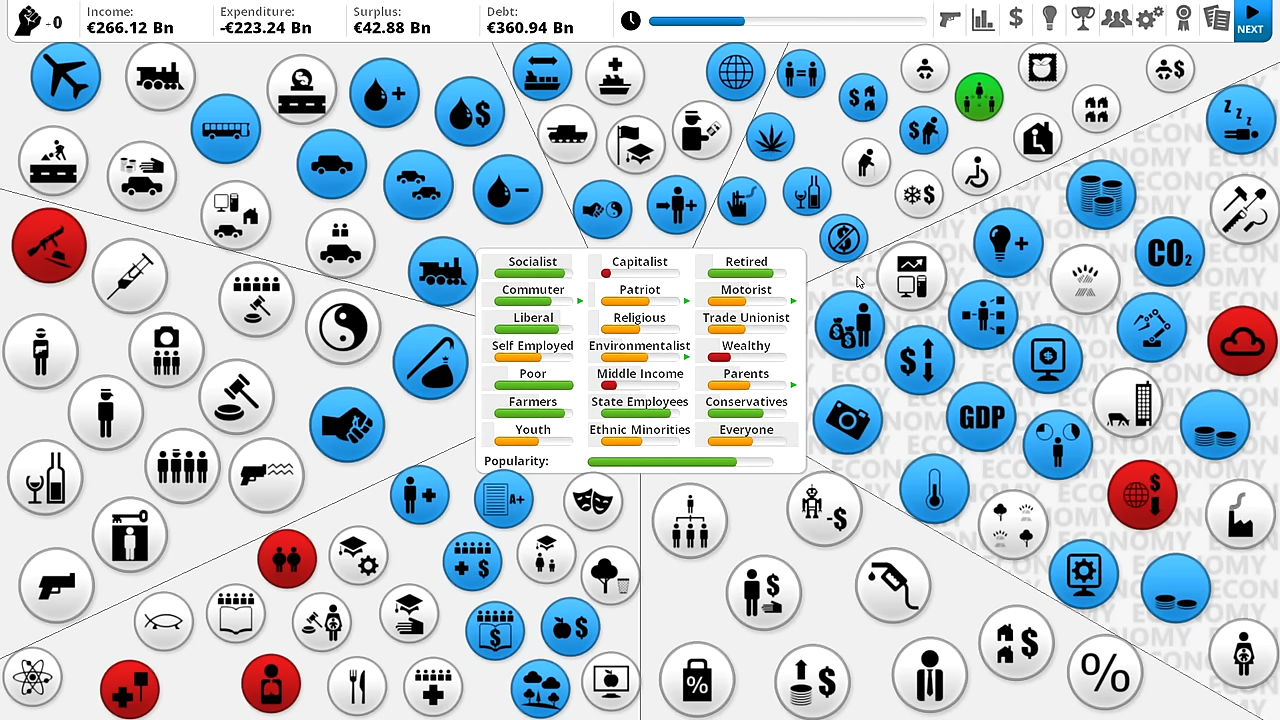 0
Income:
€266.12 Bn
Expenditure:
-€223.24 Bn
Surplus:
€42.88 Bn
Debt:
€360.94 Bn
NEXT
Socialist
Capitalist
Retired
Commuter
Patriot
Motorist
Liberal
Religious
Trade Unionist
Self Employed
Environmentalist
Wealthy
Poor
Middle Income
Parents
Farmers
State Employees
Conservatives
Youth
Ethnic Minorities
Everyone
Popularity:
Z Z Z
CO2
GDP
A+
%
%
ECONOMY